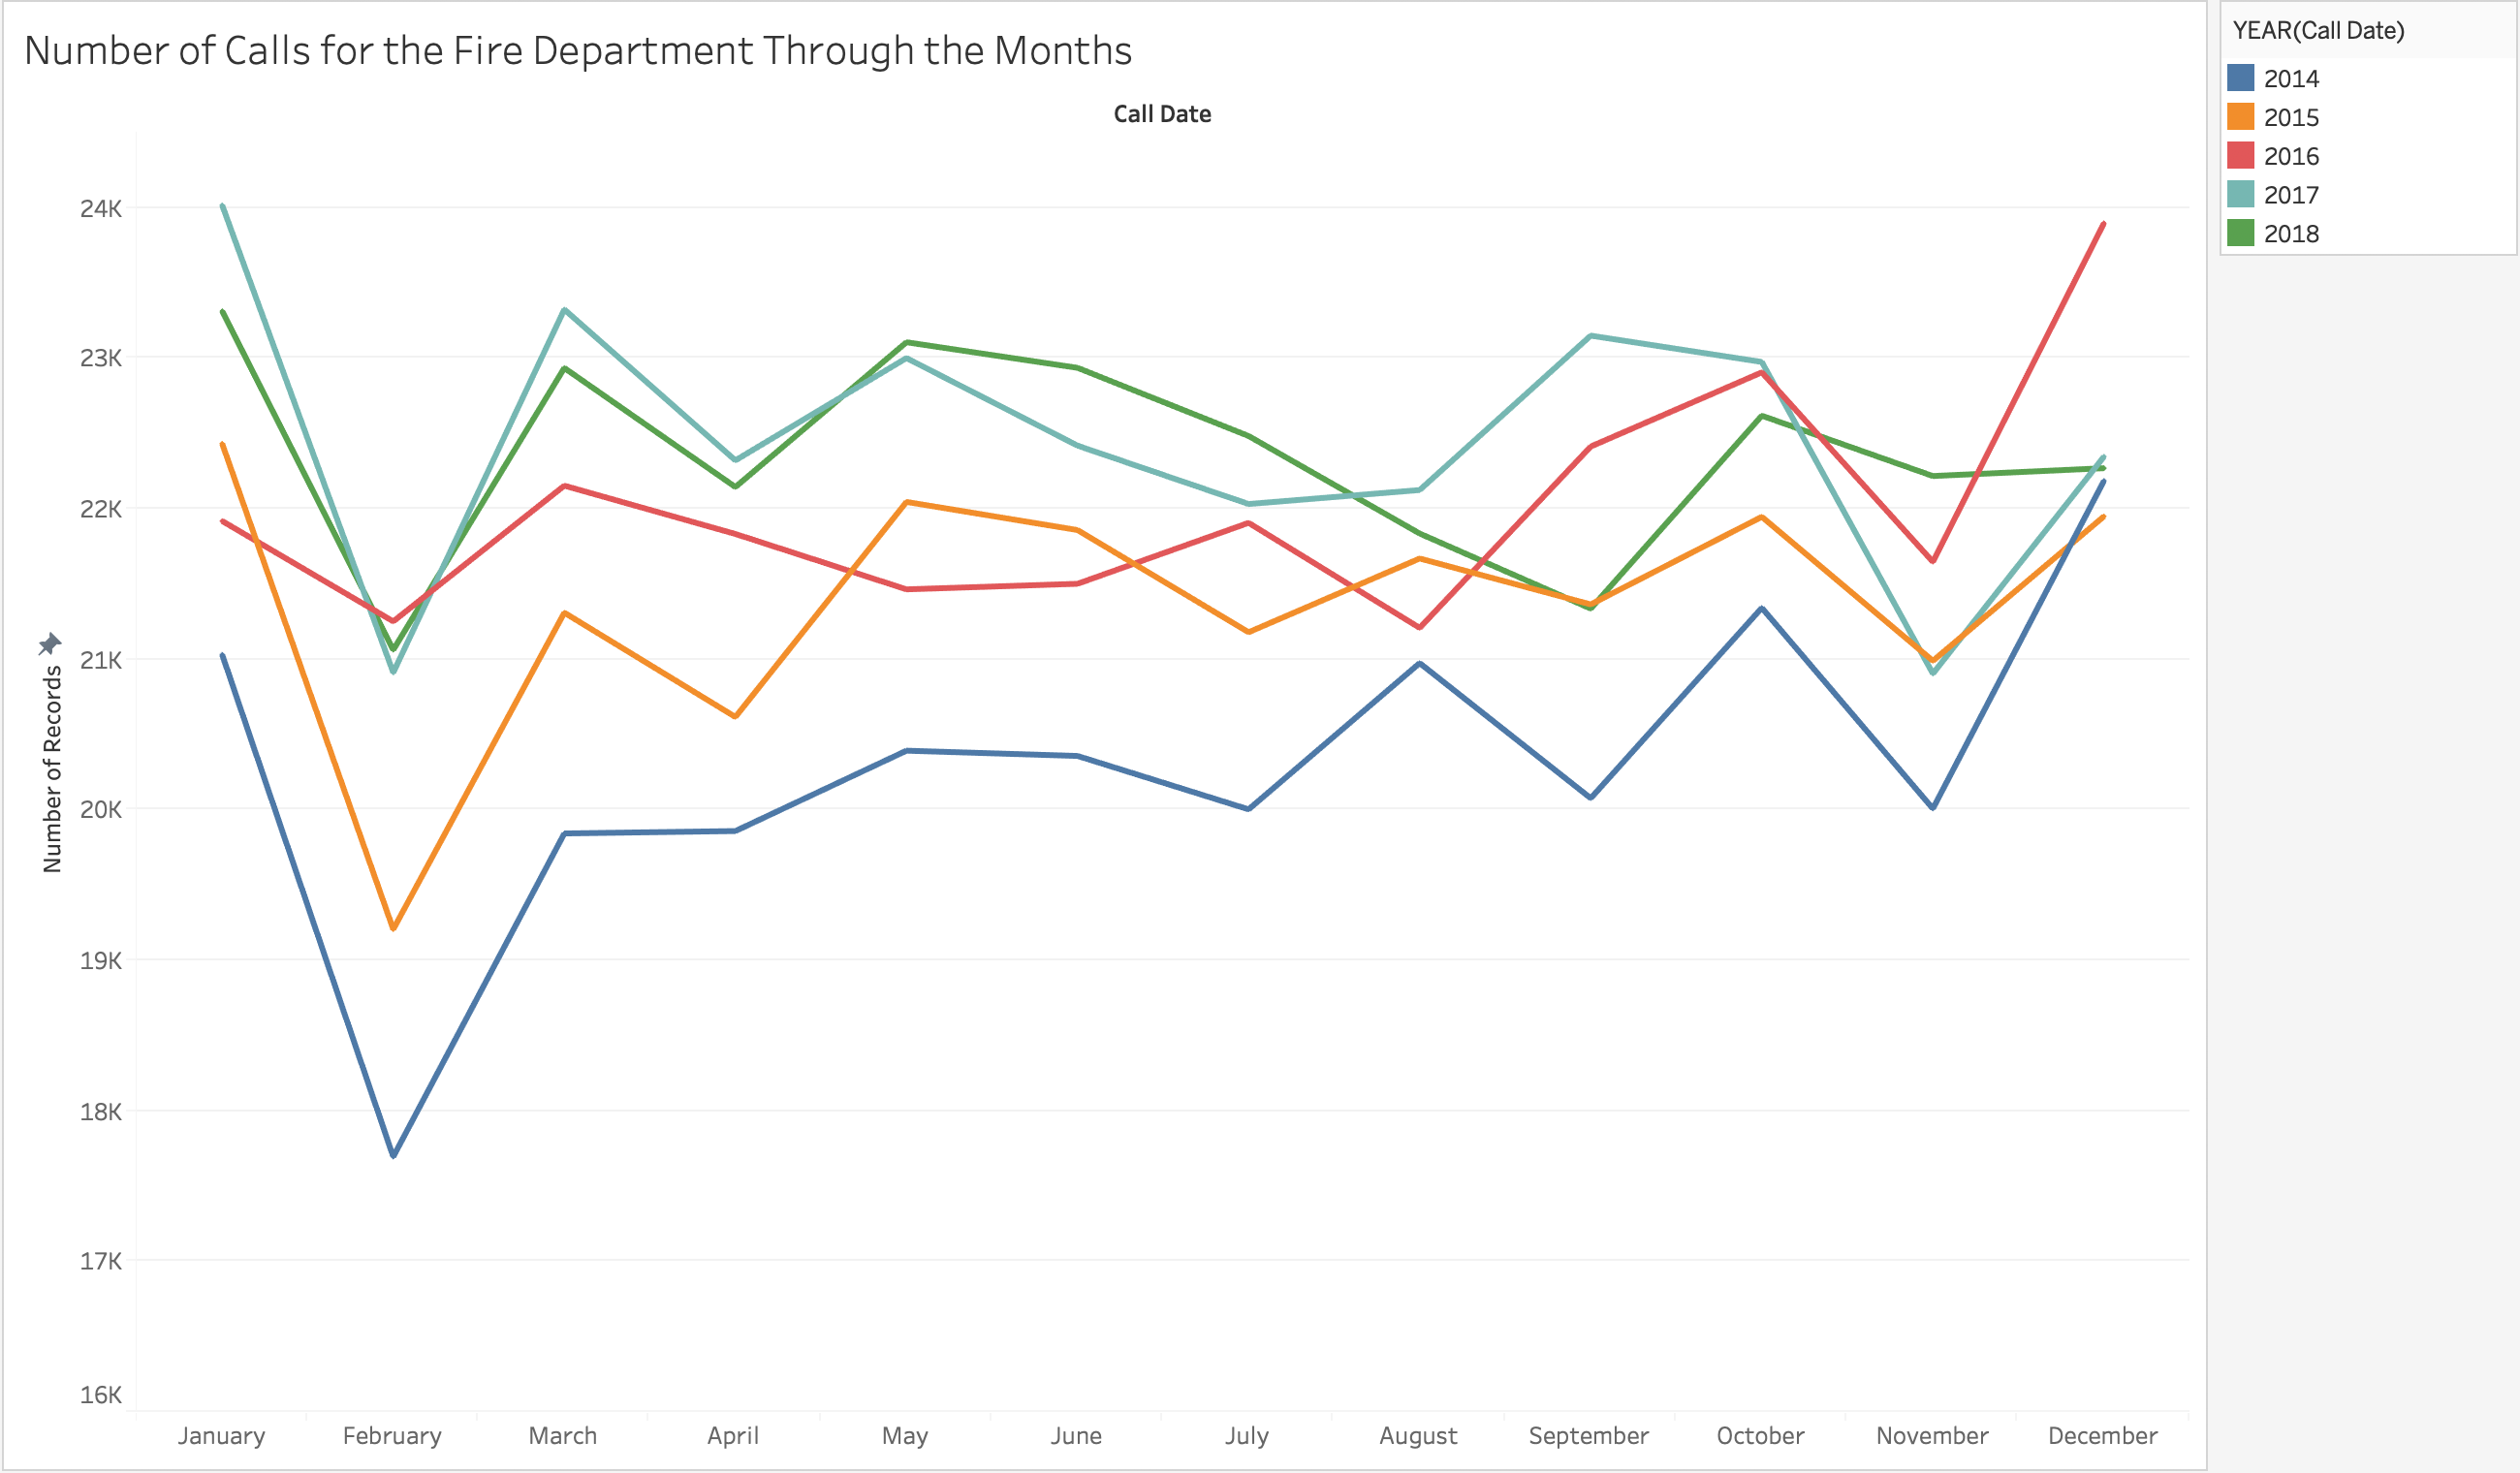 Number of Calls for the Fire Department Through the Months
Call Date
24K
23K
22K
21K
20K
19K
18K
17K
16K
Number of Records
January February March April May June July August September October November December
YEAR(Call Date)
2014
2015
2016
2017
2018